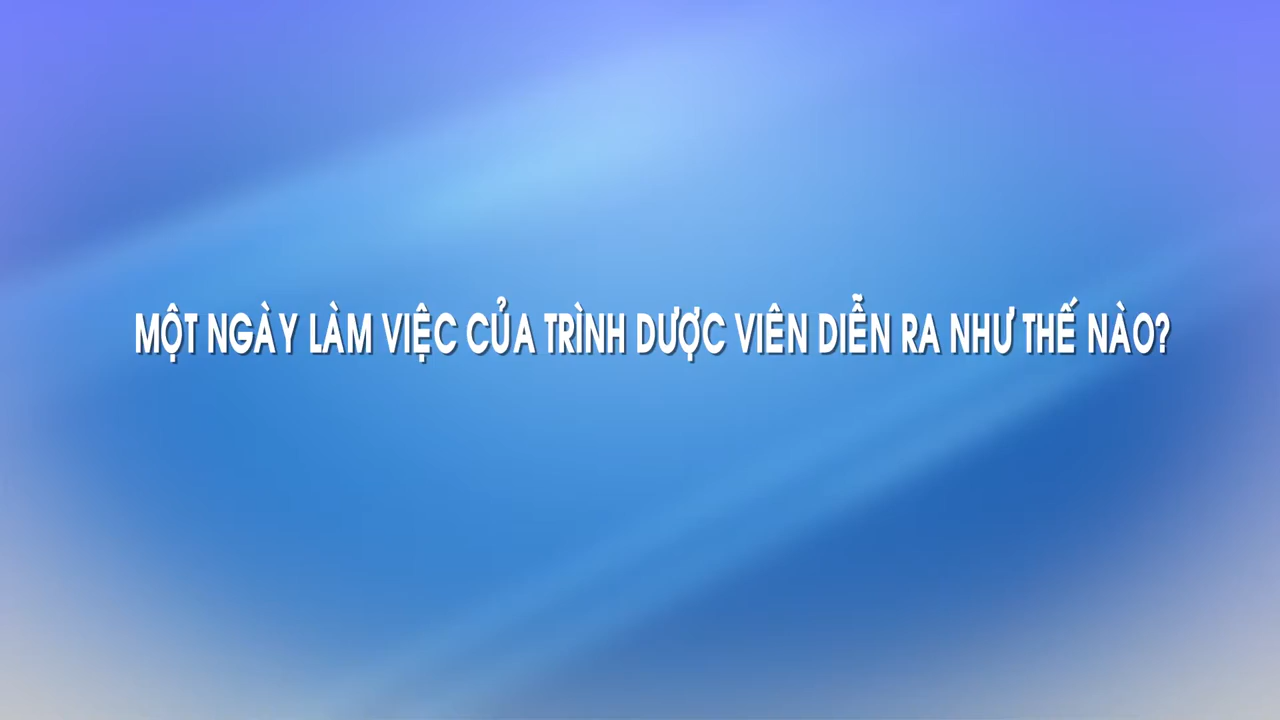 MỘT NGÀY LÀM VIỆC CỦA TRÌNH DƯỢC VIÊN DIỄN RA NHƯ THẾ NÀO?